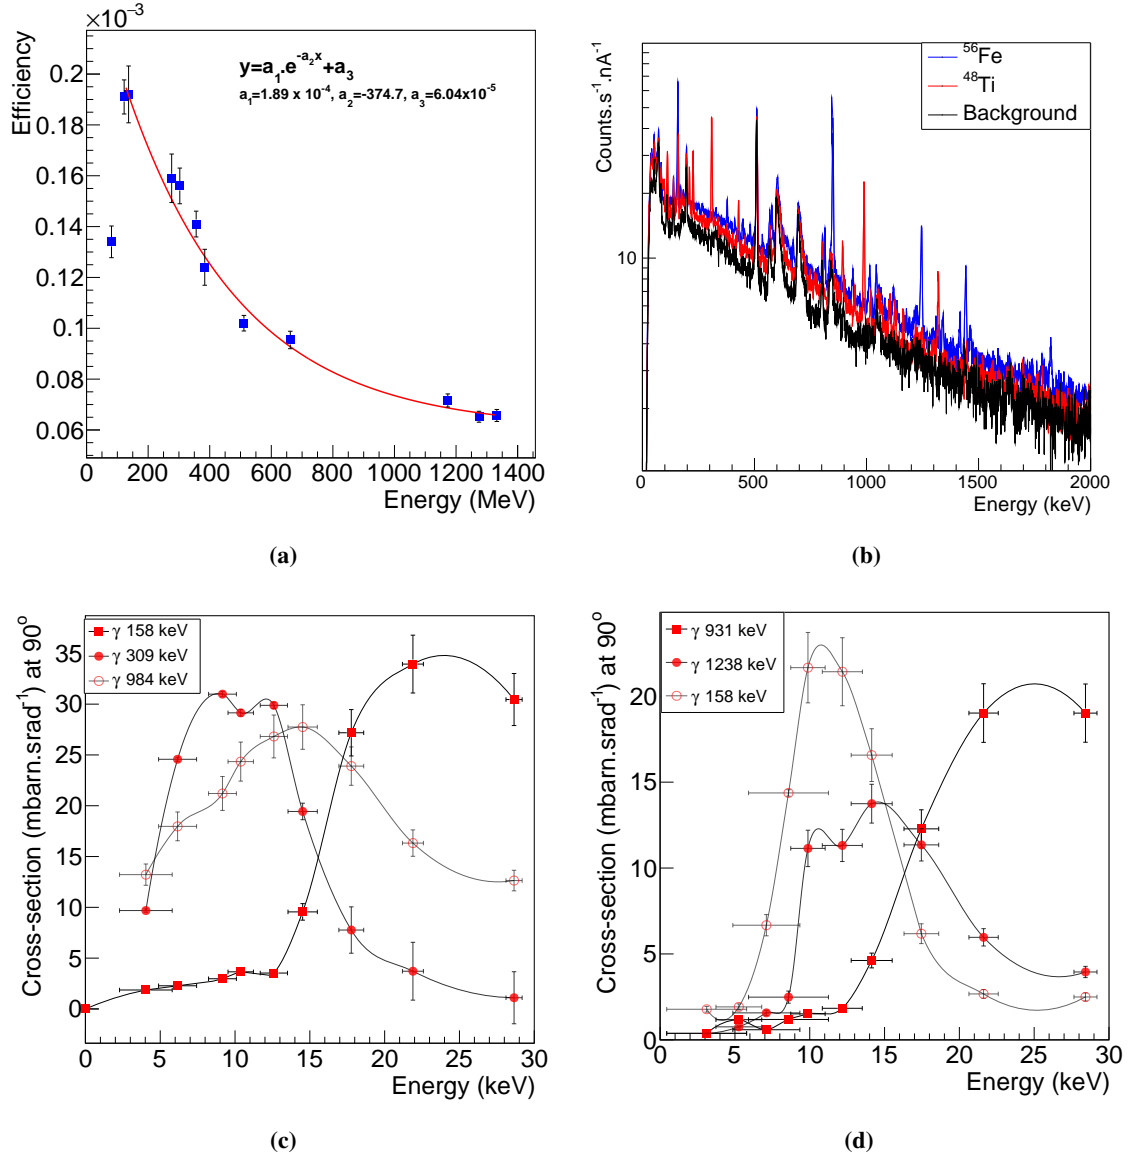 ×10⁻³
Efficiency
0.2
0.18
0.16
0.14
0.12
0.1
0.08
0.06
y=a₁.e^{-a₂x}+a₃
a₁=1.89 x 10⁻⁴, a₂=-374.7, a₃=6.04x10⁻⁵
0 200 400 600 800 1000 1200 1400
Energy (MeV)
(a)
Counts.s⁻¹.nA⁻¹
10
⁵⁶Fe
⁴⁸Ti
Background
0 500 1000 1500 2000
Energy (keV)
(b)
Cross-section (mbarn.srad⁻¹) at 90°
35
30
25
20
15
10
5
0
γ 158 keV
γ 309 keV
γ 984 keV
0 5 10 15 20 25 30
Energy (keV)
(c)
Cross-section (mbarn.srad⁻¹) at 90°
20
15
10
5
0
γ 931 keV
γ 1238 keV
γ 158 keV
0 5 10 15 20 25 30
Energy (keV)
(d)